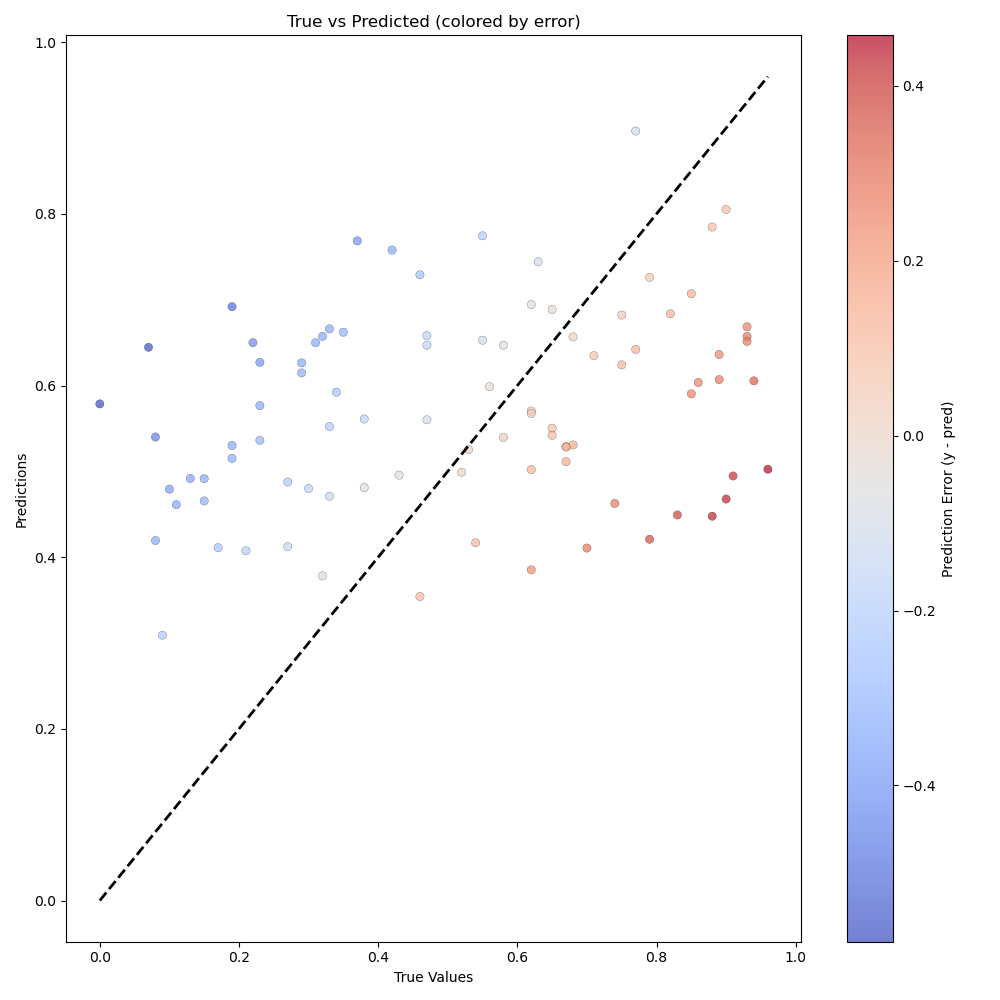 True vs Predicted (colored by error)
1.0
0.8
0.6
0.4
0.2
0.0
Predictions
0.0 0.2 0.4 0.6 0.8 1.0
True Values
0.4
0.2
0.0
−0.2
−0.4
Prediction Error (y - pred)